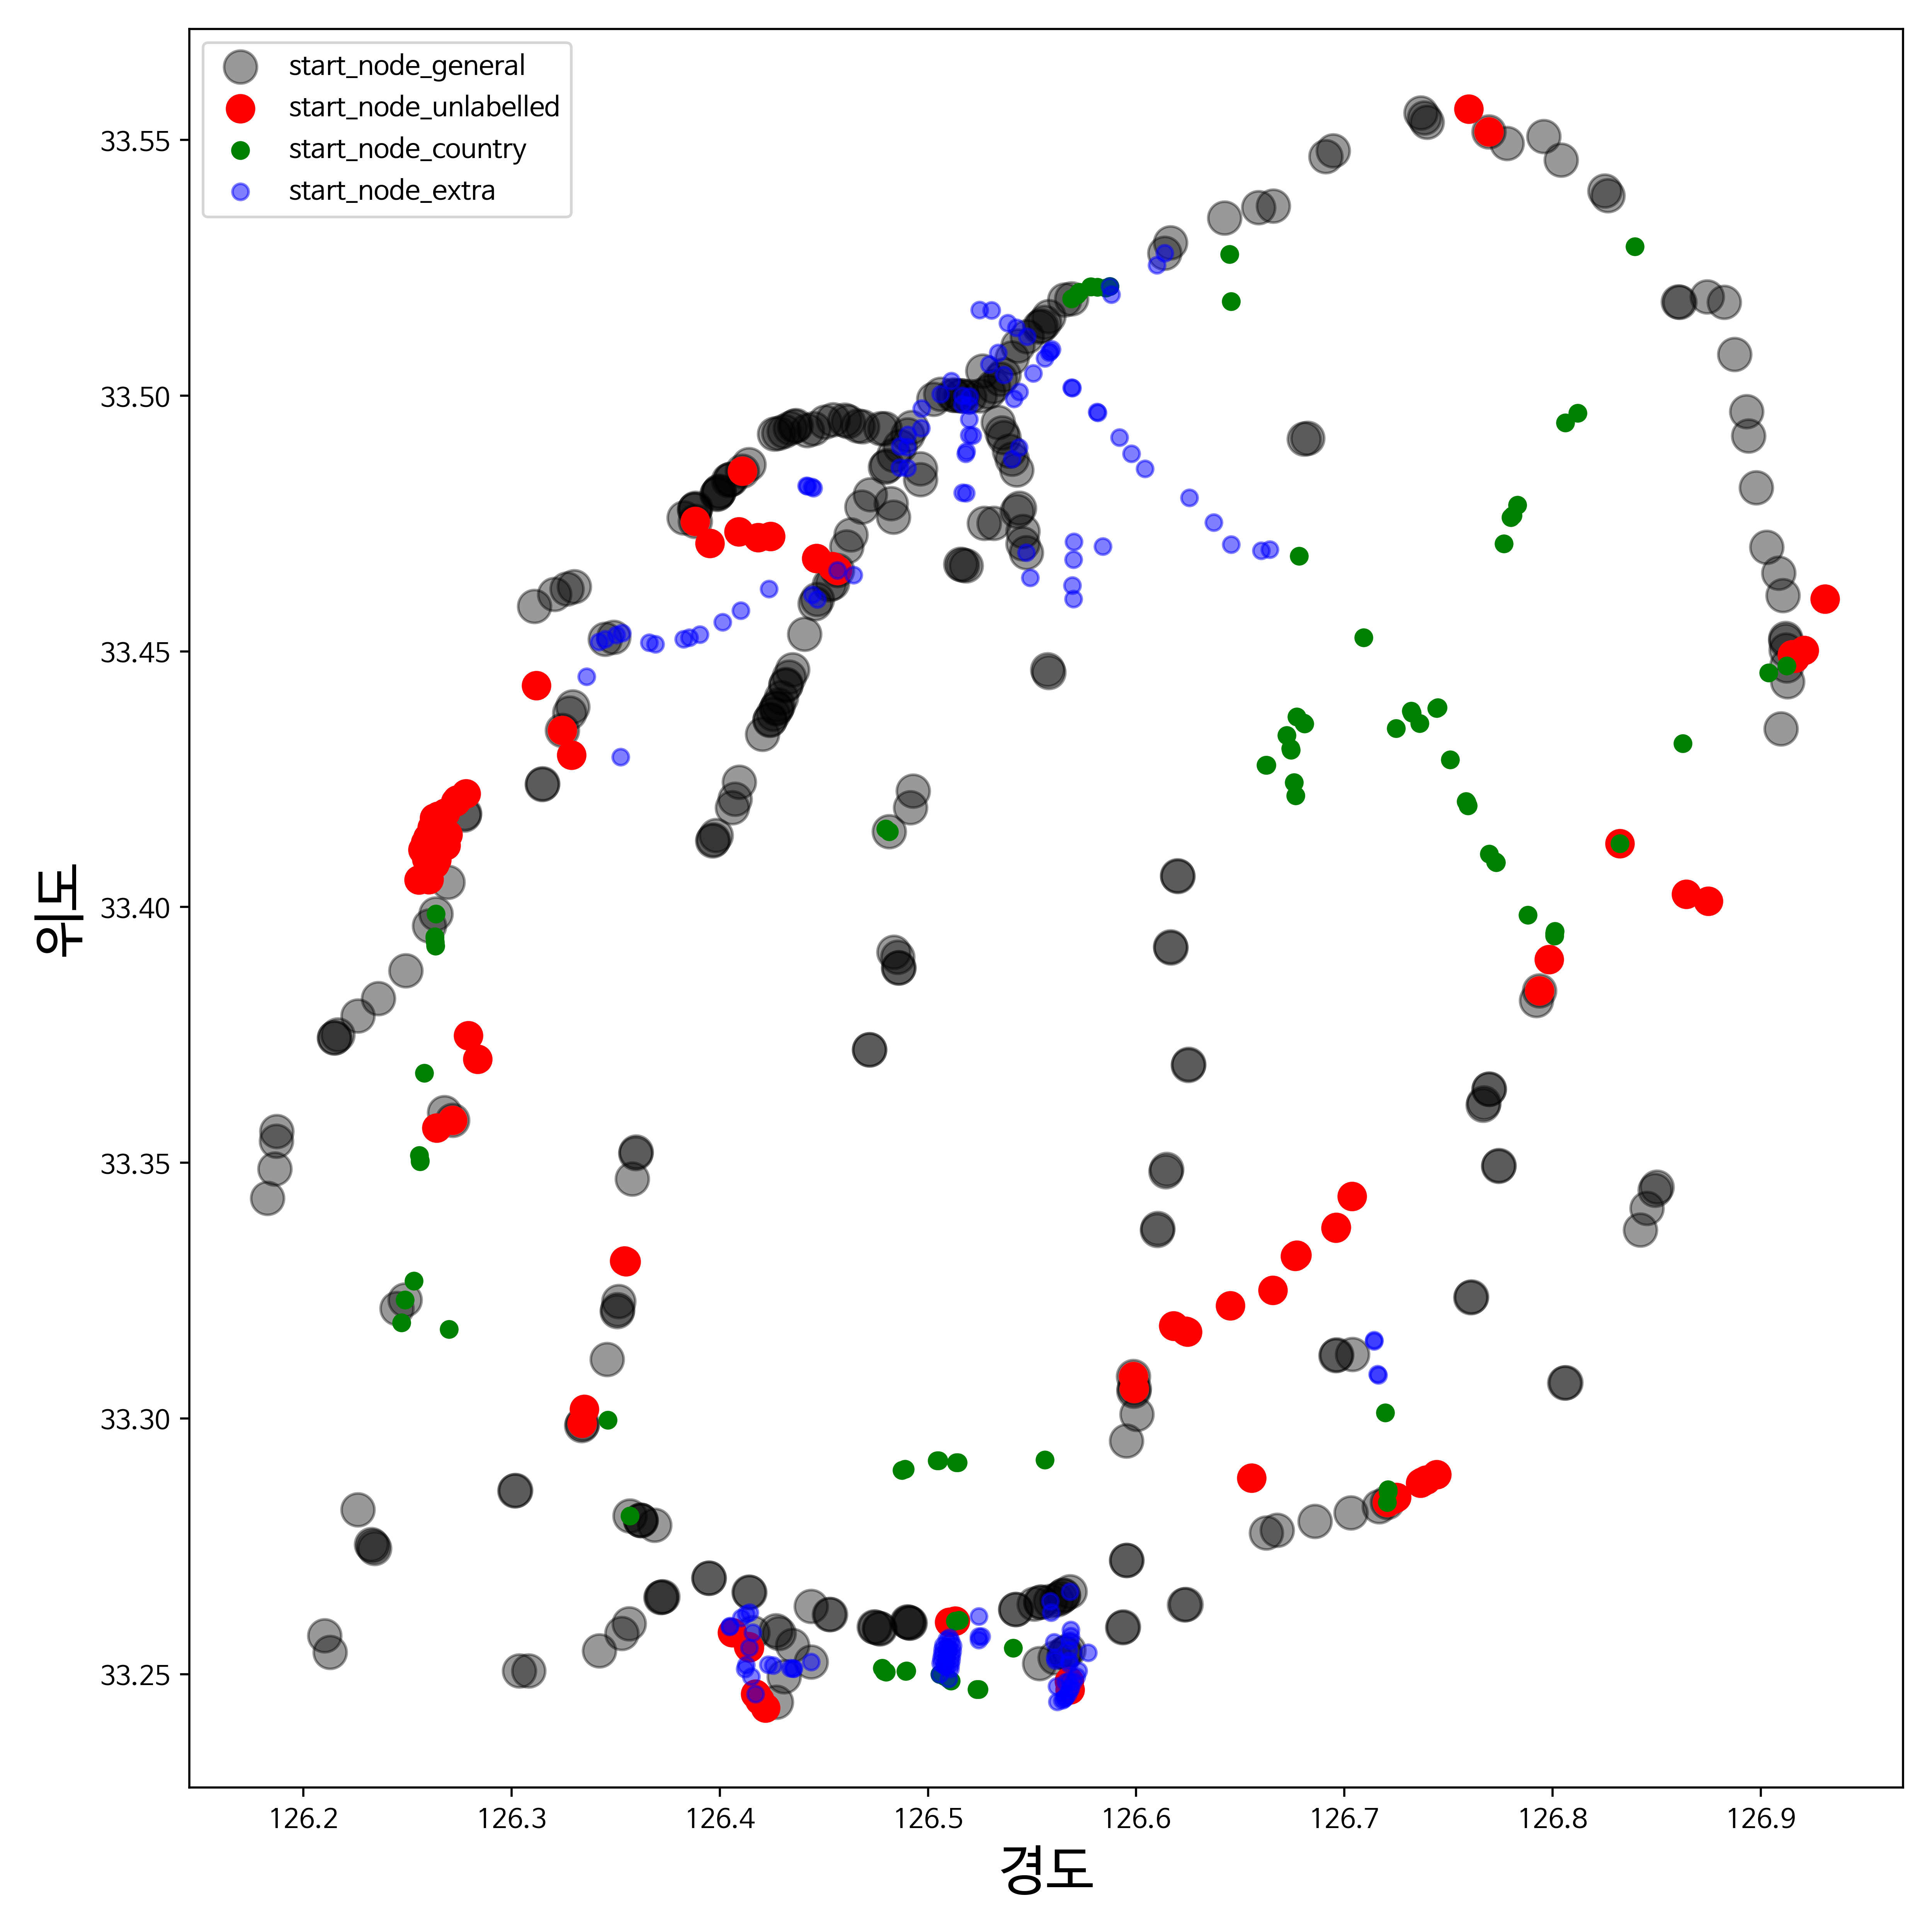 start_node_general
start_node_unlabelled
start_node_country
start_node_extra
33.55
33.50
33.45
33.40
33.35
33.30
33.25
위도
126.2 126.3 126.4 126.5 126.6 126.7 126.8 126.9
경도